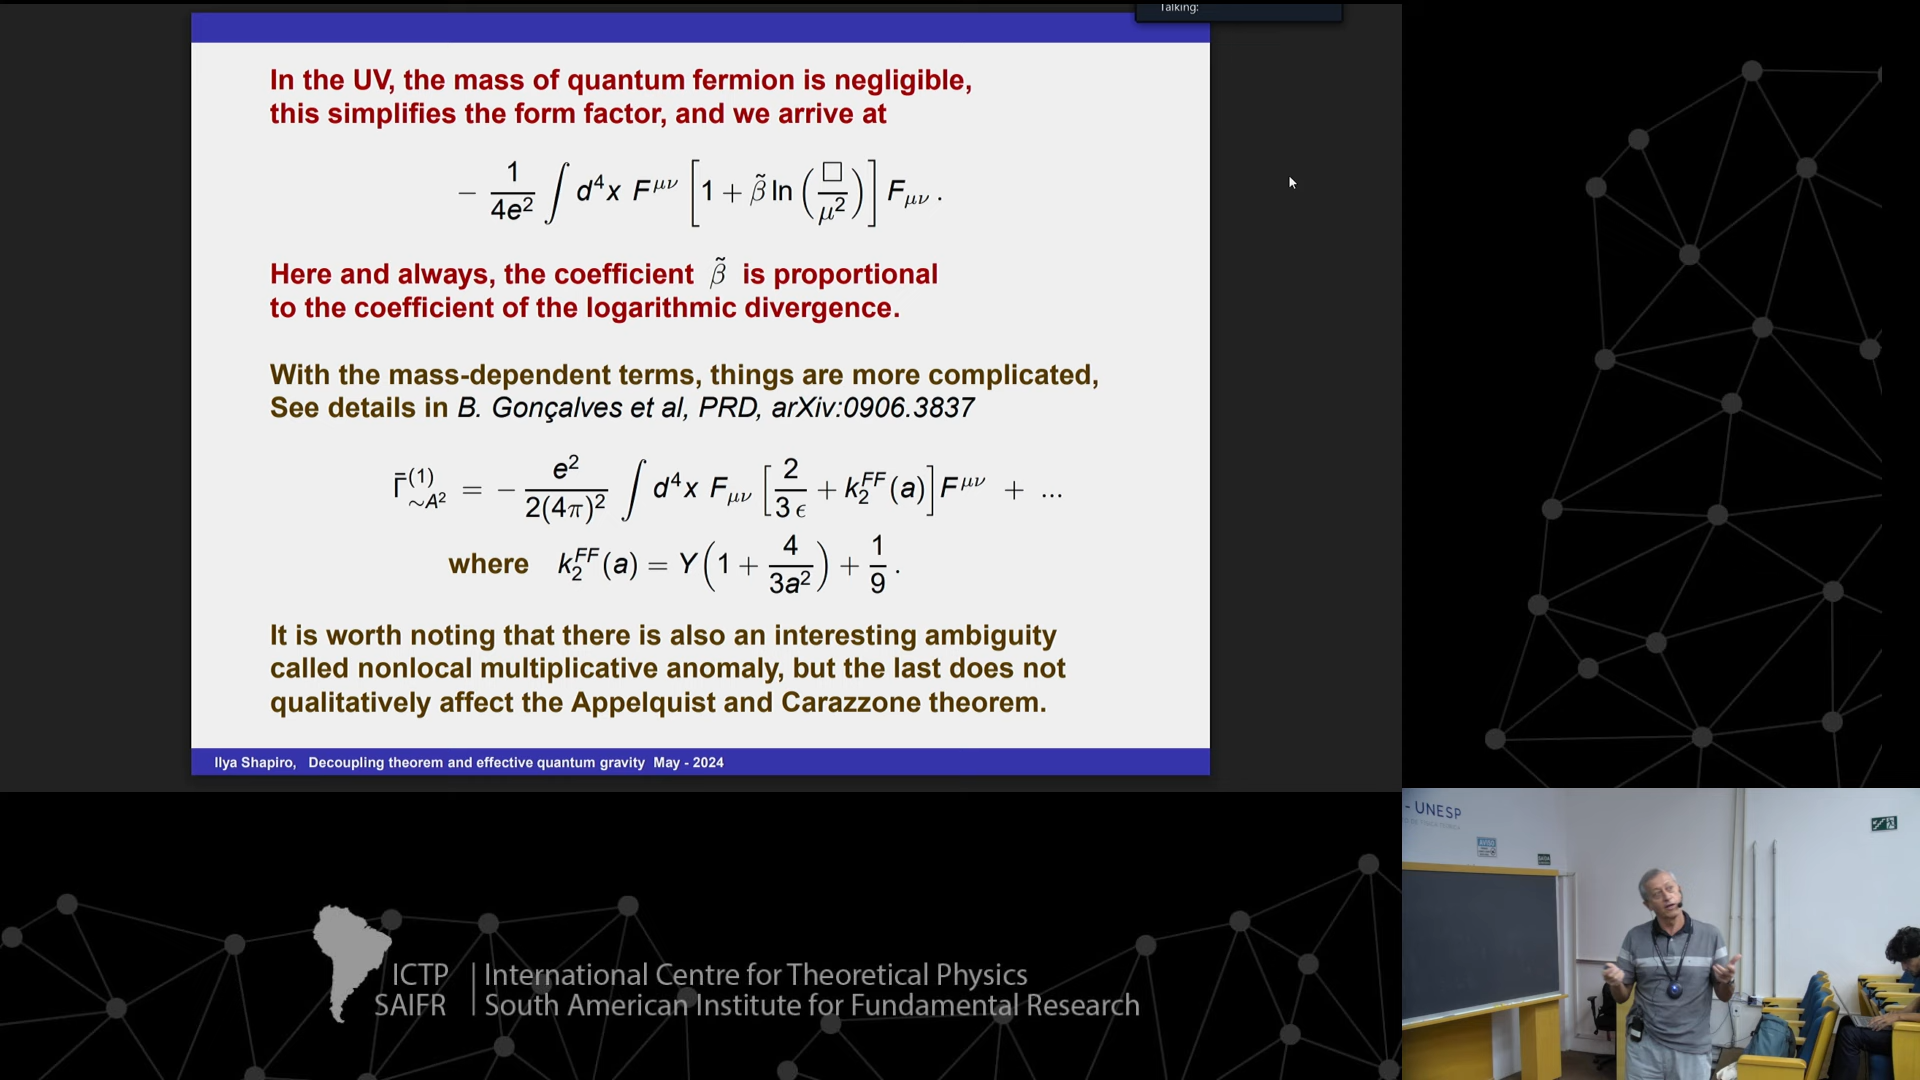 Talking:
In the UV, the mass of quantum fermion is negligible,
this simplifies the form factor, and we arrive at
− 1/4e² ∫ d⁴x F^{μν} [1 + β̃ ln (□/μ²)] F_{μν} .
Here and always, the coefficient β̃ is proportional
to the coefficient of the logarithmic divergence.
With the mass-dependent terms, things are more complicated,
See details in B. Gonçalves et al, PRD, arXiv:0906.3837
Γ̄^{(1)}_{∼A²} = − e²/2(4π)² ∫ d⁴x F_{μν} [2/3ϵ + k₂^{FF}(a)] F^{μν} + ...
where k₂^{FF}(a) = Y(1 + 4/3a²) + 1/9 .
It is worth noting that there is also an interesting ambiguity
called nonlocal multiplicative anomaly, but the last does not
qualitatively affect the Appelquist and Carazzone theorem.
Ilya Shapiro, Decoupling theorem and effective quantum gravity May - 2024
- UNESP
ICTP | International Centre for Theoretical Physics
SAIFR | South American Institute for Fundamental Research